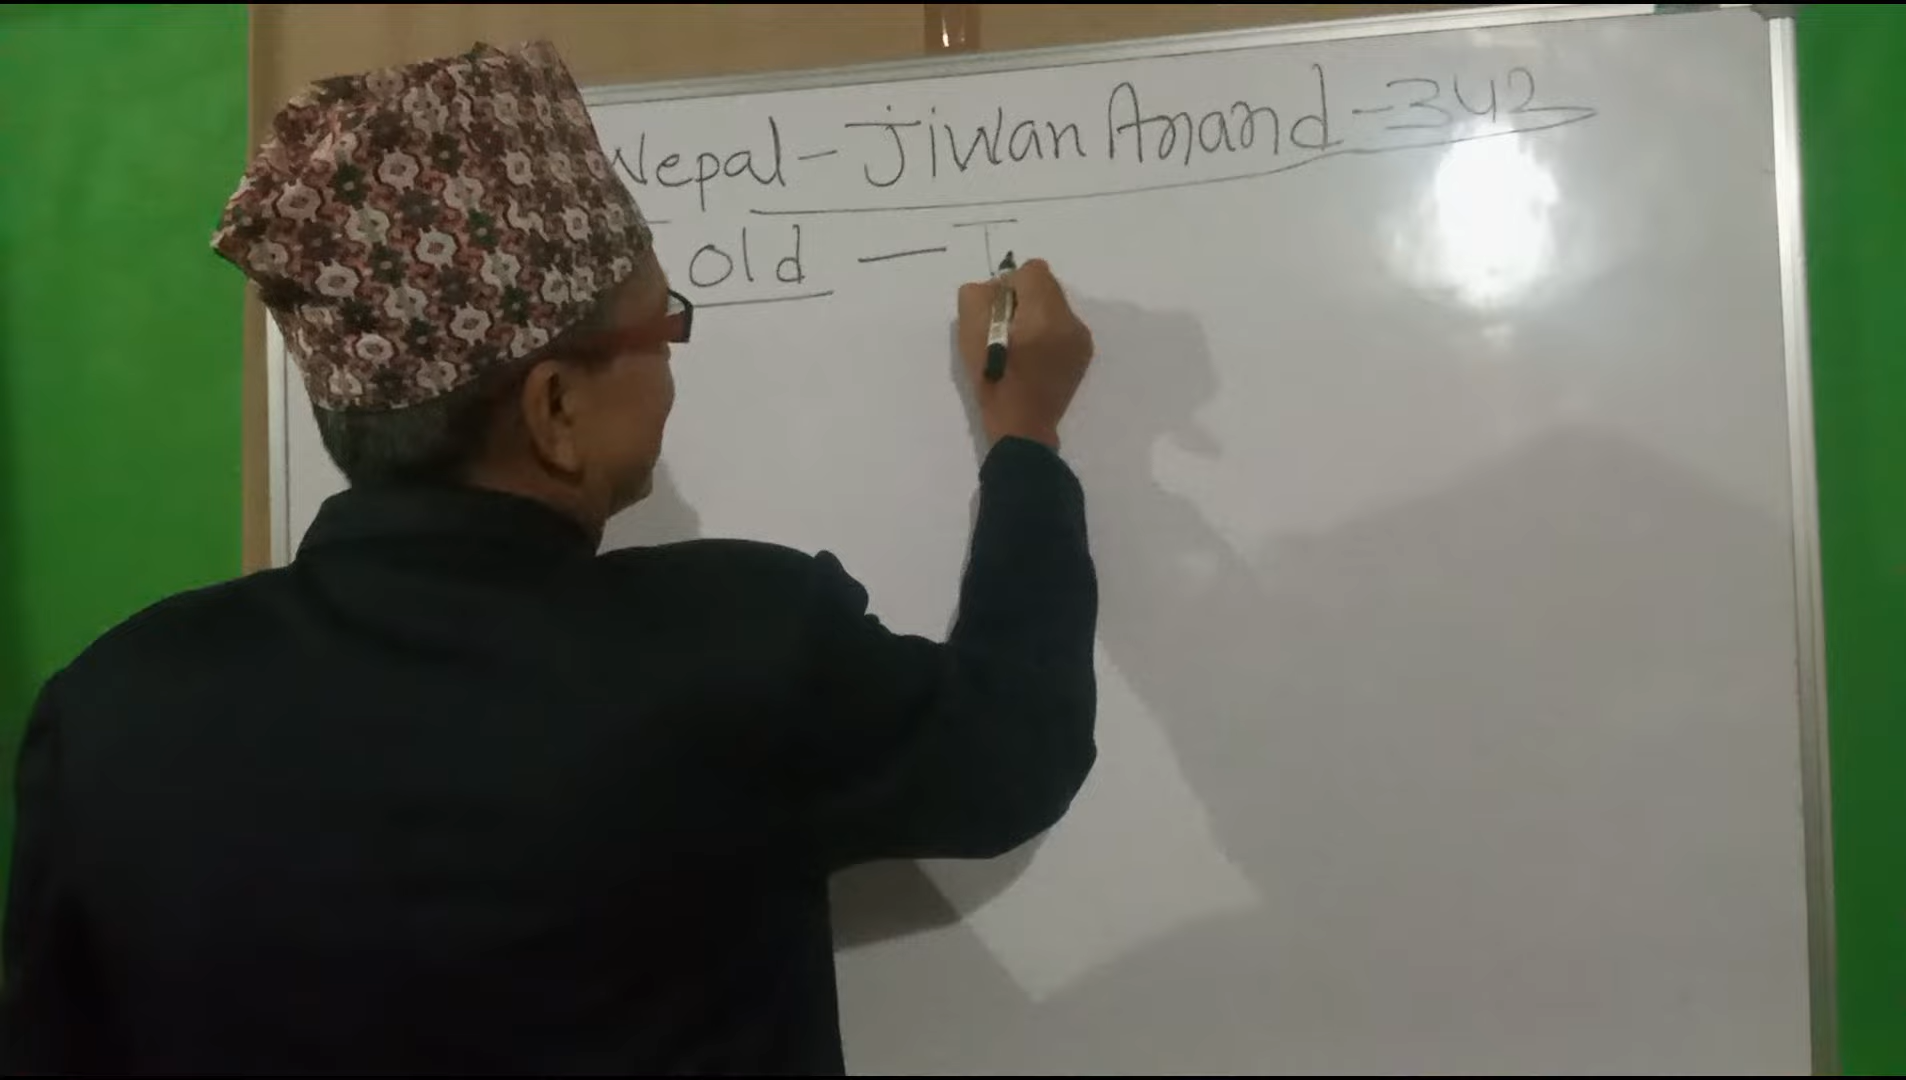 Nepal - Jiwan Anand - 342
old - I